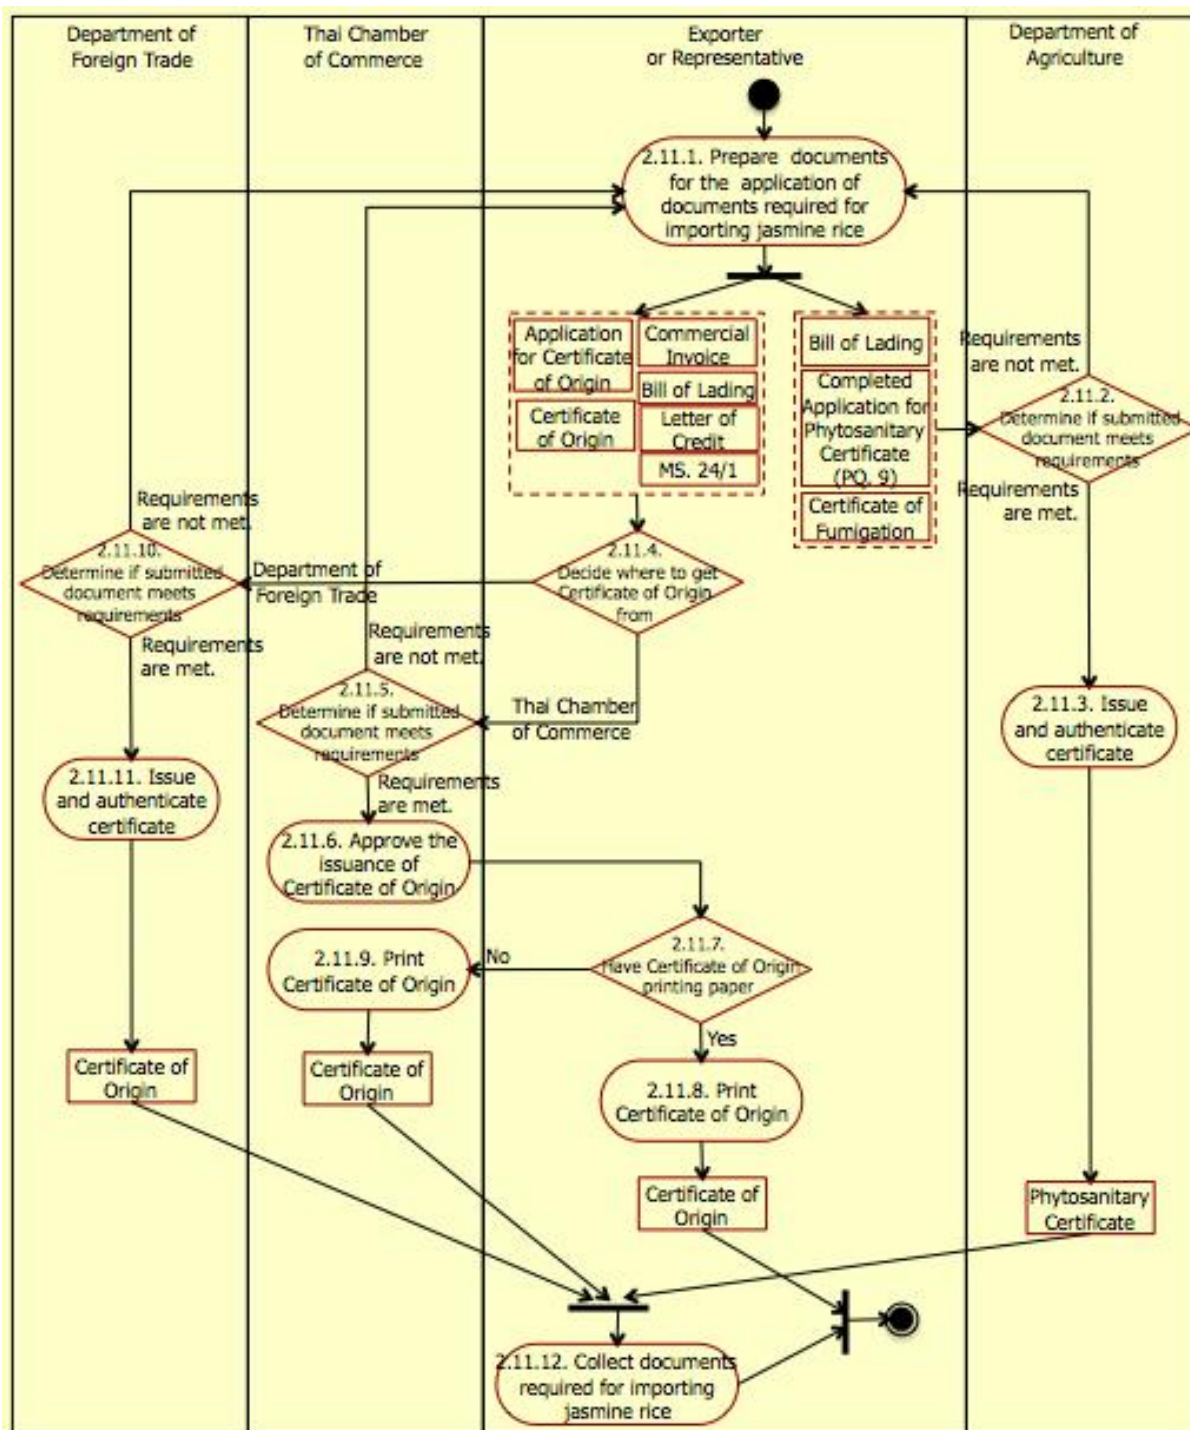 Department of
Foreign Trade
Thai Chamber
of Commerce
Exporter
or Representative
Department of
Agriculture
2.11.1. Prepare documents
for the application of
documents required for
importing jasmine rice
Application
for Certificate
of Origin
Certificate
of Origin
Commercial
Invoice
Bill of Lading
Letter of
Credit
MS. 24/1
Bill of Lading
Completed
Application for
Phytosanitary
Certificate
(PQ. 9)
Certificate of
Fumigation
Requirements
are not met.
2.11.2.
Determine if submitted
document meets
requirements
Requirements
are met.
Requirements
are not met.
2.11.10.
Determine if submitted
document meets
requirements
Requirements
are met.
Department of
Foreign Trade
2.11.4.
Decide where to get
Certificate of Origin
from
Requirements
are not met.
2.11.5.
Determine if submitted
document meets
requirements
Requirements
are met.
Thai Chamber
of Commerce
2.11.3. Issue
and authenticate
certificate
2.11.11. Issue
and authenticate
certificate
2.11.6. Approve the
issuance of
Certificate of Origin
2.11.7.
Have Certificate of Origin
printing paper
No
Yes
2.11.9. Print
Certificate of Origin
Certificate of
Origin
Certificate of
Origin
2.11.8. Print
Certificate of Origin
Certificate of
Origin
Phytosanitary
Certificate
2.11.12. Collect documents
required for importing
jasmine rice